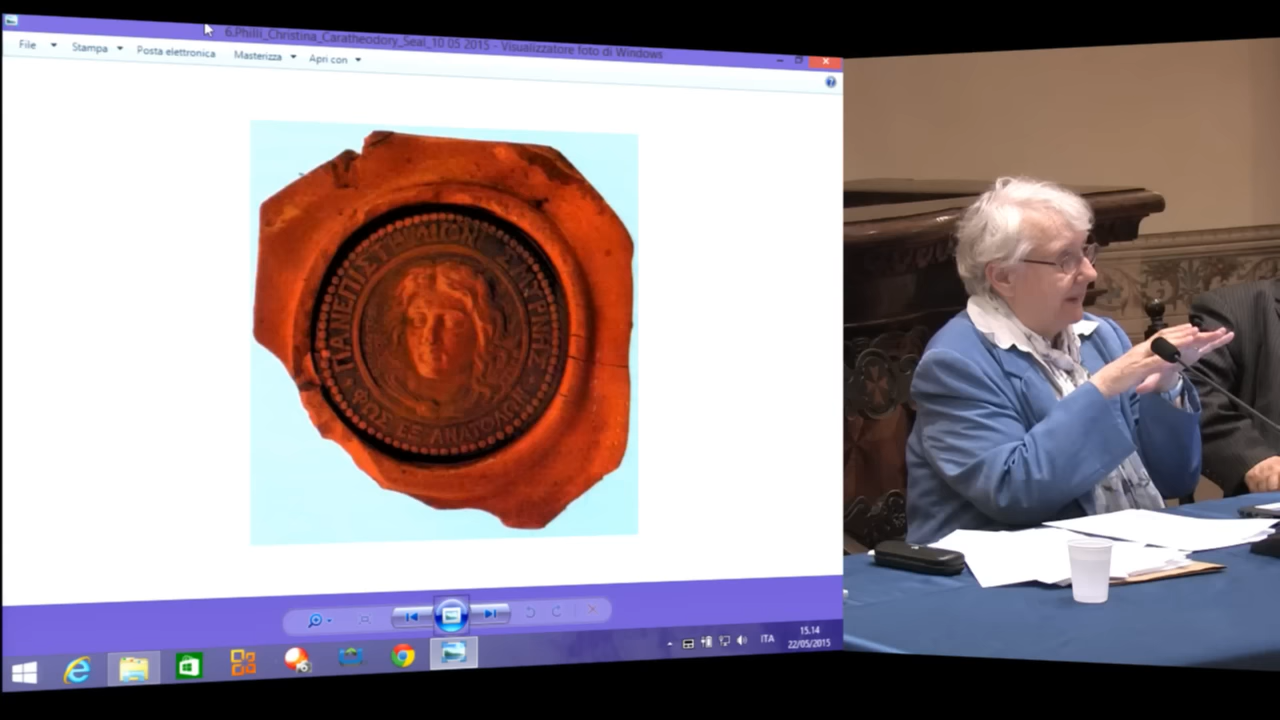 6.Philli_Christina_Caratheodory_Seal_10 05 2015 - Visualizzatore foto di Windows
File Stampa Posta elettronica Masterizza Apri con
ΠΑΝΕΠΙΣΤΗΜΙΟΝ ΣΜΥΡΝΗΣ
ΦΩΣ ΕΞ ΑΝΑΤΟΛΩΝ
ITA
15.14
22/05/2015